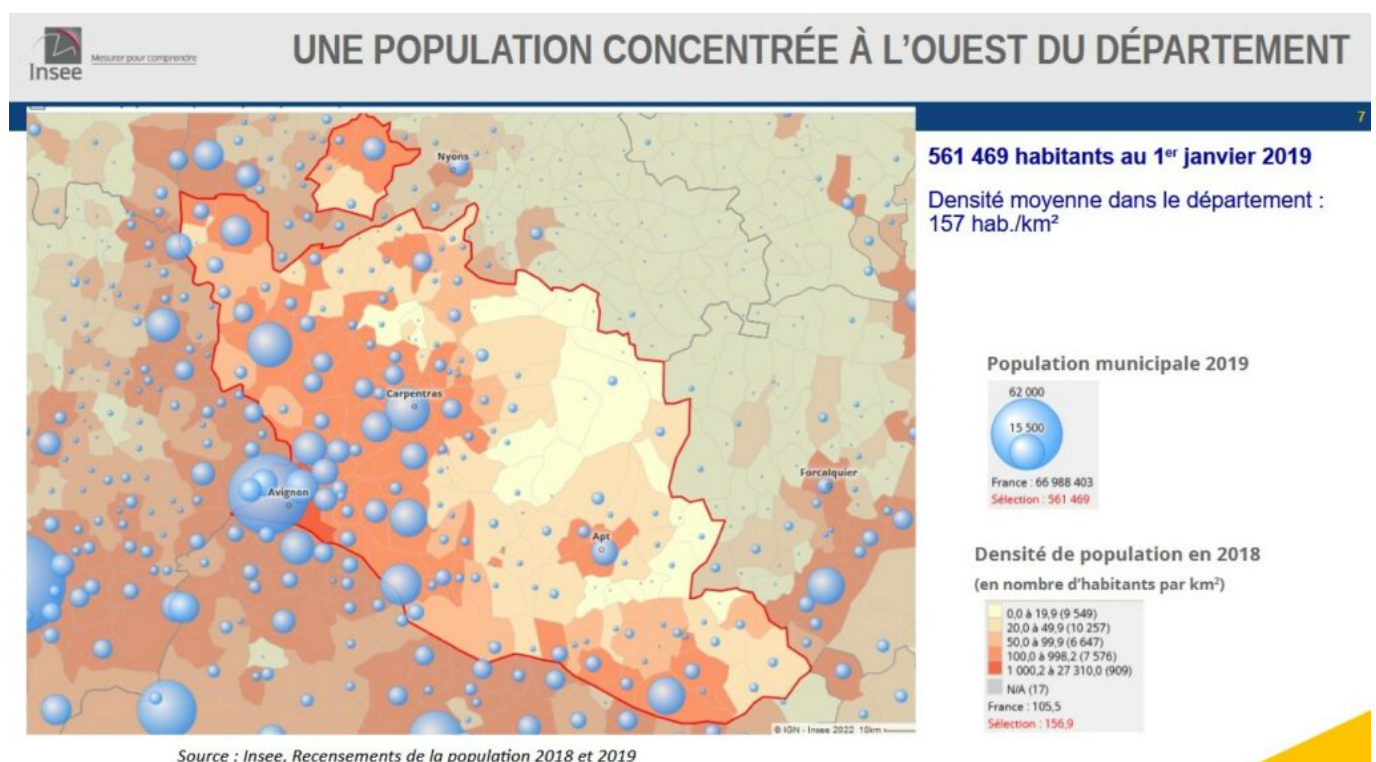 Insee
Mesurer pour comprendre
UNE POPULATION CONCENTRÉE À L'OUEST DU DÉPARTEMENT
7
Nyons
Carpentras
Avignon
Forcalquier
Apt
© IGN - Insee 2022 10km
561 469 habitants au 1er janvier 2019
Densité moyenne dans le département :
157 hab./km²
Population municipale 2019
62 000
15 500
France : 66 988 403
Sélection : 561 469
Densité de population en 2018
(en nombre d'habitants par km²)
0,0 à 19,9 (9 549)
20,0 à 49,9 (10 257)
50,0 à 99,9 (6 647)
100,0 à 998,2 (7 576)
1 000,2 à 27 310,0 (909)
N/A (17)
France : 105,5
Sélection : 156,9
Source : Insee, Recensements de la population 2018 et 2019